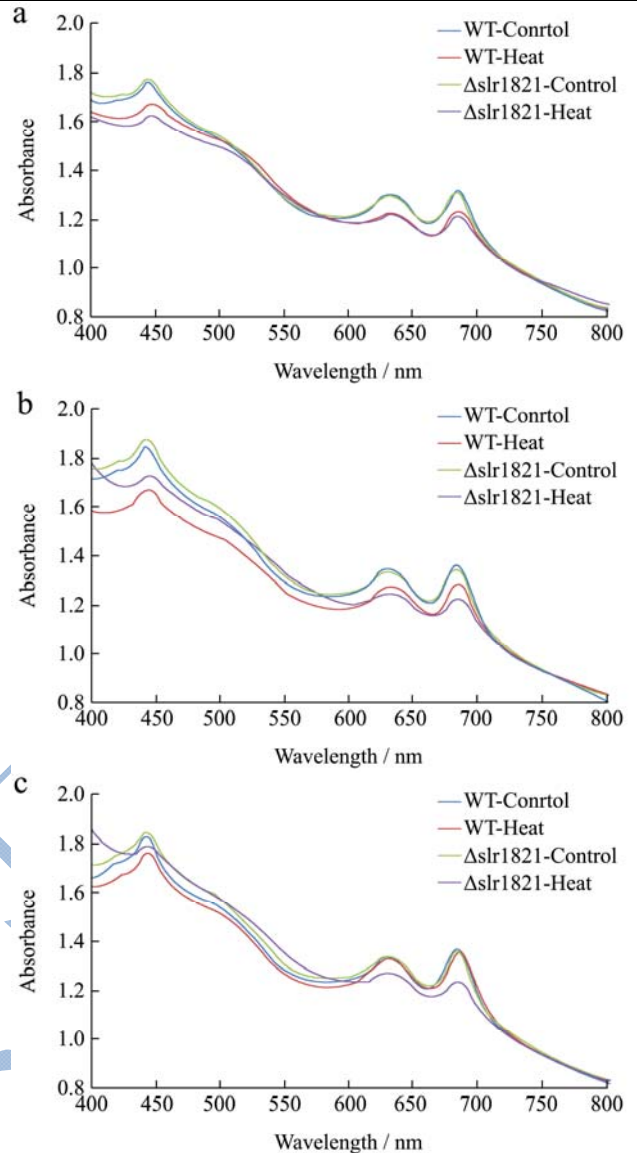 a
2.0
WT-Conrtol
WT-Heat
1.8
Δslr1821-Control
Δslr1821-Heat
1.6
Absorbance
1.4
1.2
1.0
0.8
400 450 500 550 600 650 700 750 800
Wavelength / nm
b
2.0
WT-Conrtol
WT-Heat
1.8
Δslr1821-Control
Δslr1821-Heat
1.6
Absorbance
1.4
1.2
1.0
0.8
400 450 500 550 600 650 700 750 800
Wavelength / nm
c
2.0
WT-Conrtol
WT-Heat
1.8
Δslr1821-Control
Δslr1821-Heat
1.6
Absorbance
1.4
1.2
1.0
0.8
400 450 500 550 600 650 700 750 800
Wavelength / nm